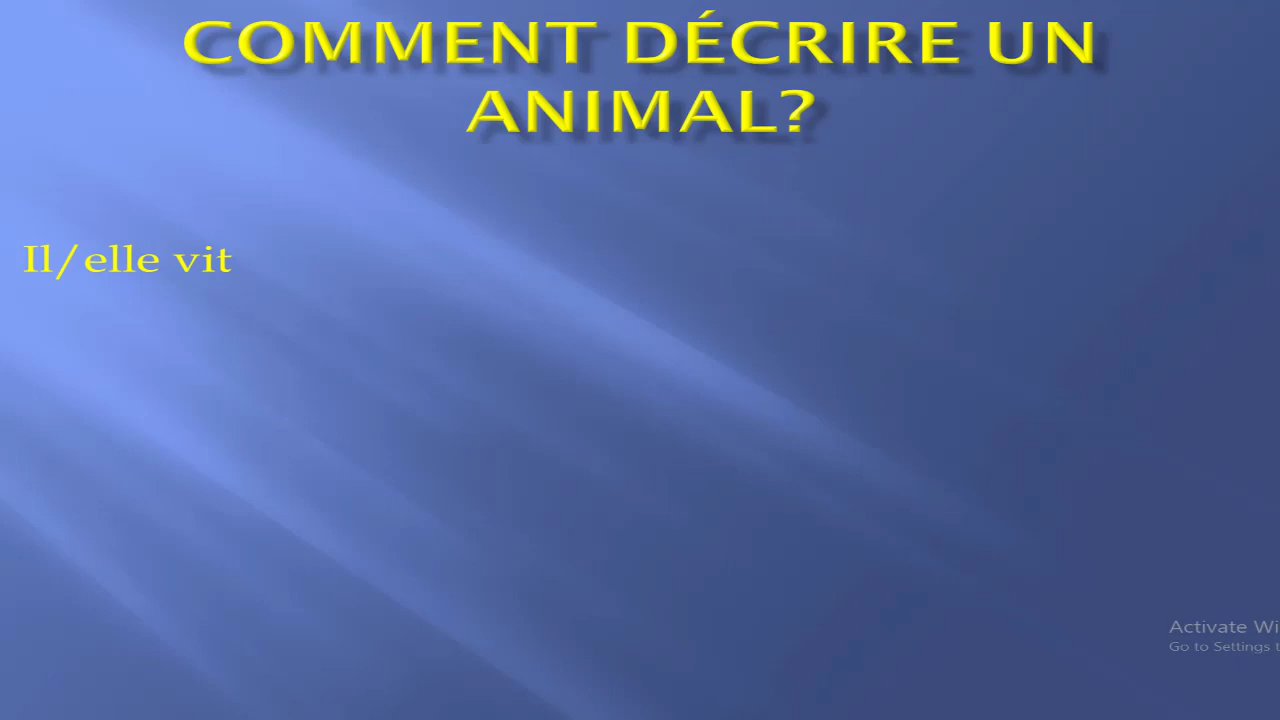 COMMENT DÉCRIRE UN
ANIMAL?
Il/elle vit
Activate Wi
Go to Settings t